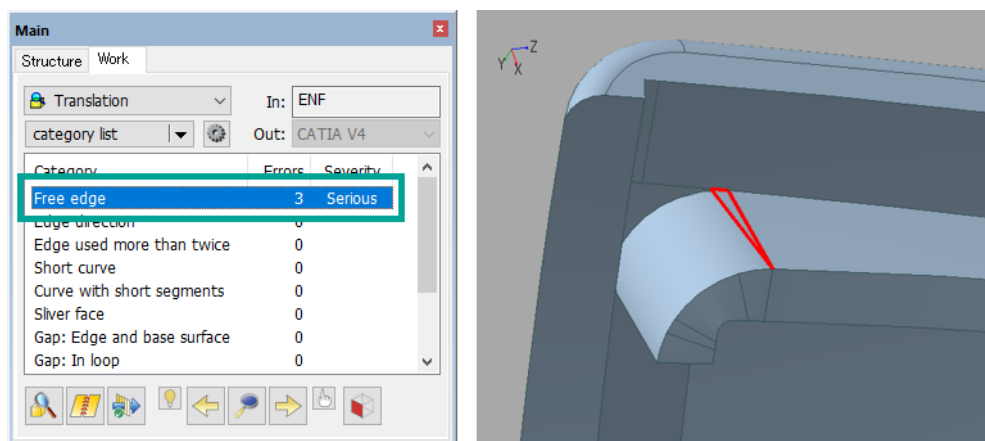 Main
Structure Work
Translation In: ENF
category list Out: CATIA V4
Category Errors Severity
Free edge 3 Serious
Edge direction 0
Edge used more than twice 0
Short curve 0
Curve with short segments 0
Sliver face 0
Gap: Edge and base surface 0
Gap: In loop 0
Z
Y X